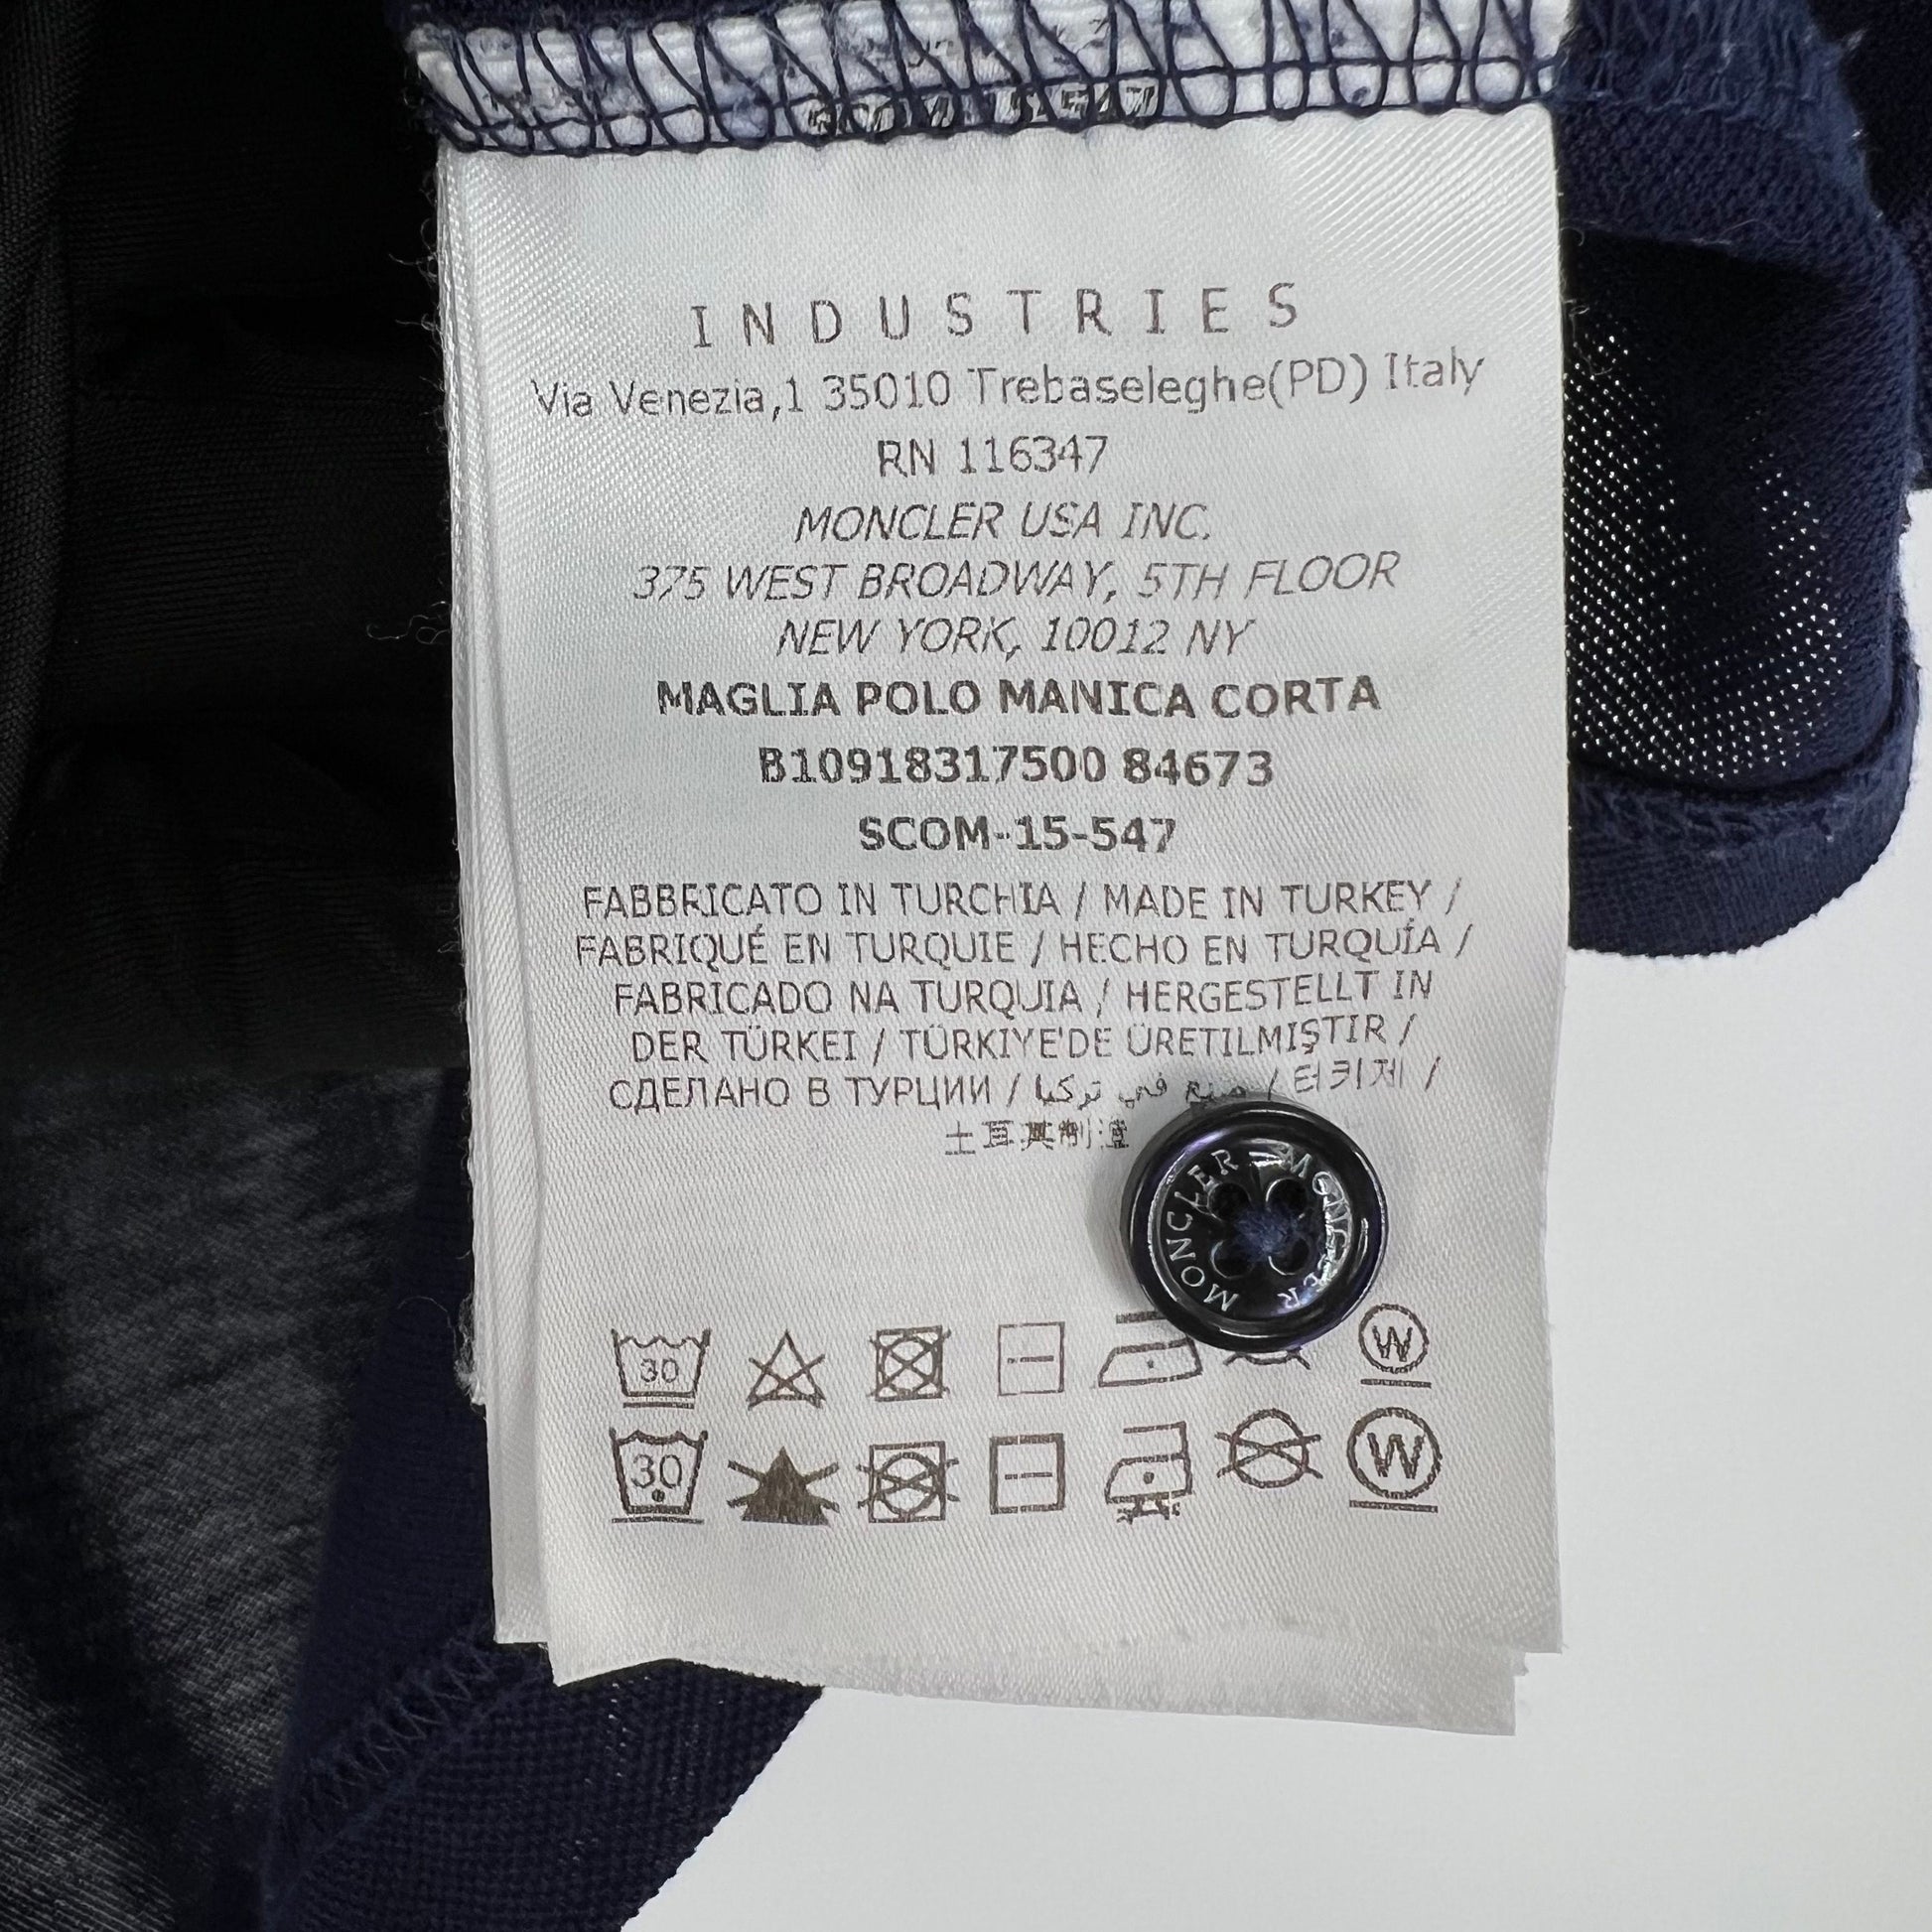 INDUSTRIES
Via Venezia,1 35010 Trebaseleghe(PD) Italy
RN 116347
MONCLER USA INC.
375 WEST BROADWAY, 5TH FLOOR
NEW YORK, 10012 NY
MAGLIA POLO MANICA CORTA
B10918317500 84673
SCOM-15-547
FABBRICATO IN TURCHIA / MADE IN TURKEY /
FABRIQUÉ EN TURQUIE / HECHO EN TURQUÍA /
FABRICADO NA TURQUIA / HERGESTELLT IN
DER TÜRKEI / TÜRKIYE'DE ÜRETILMIŞTIR /
СДЕЛАНО В ТУРЦИИ / صنع في تركيا / 터키제 /
土耳其制造
MONCLER MONCLER
30 W
30 W